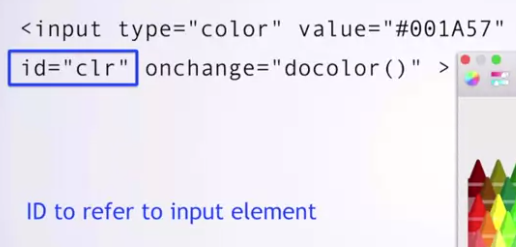 <input type="color" value="#001A57"
id="clr" onchange="docolor()" >
ID to refer to input element